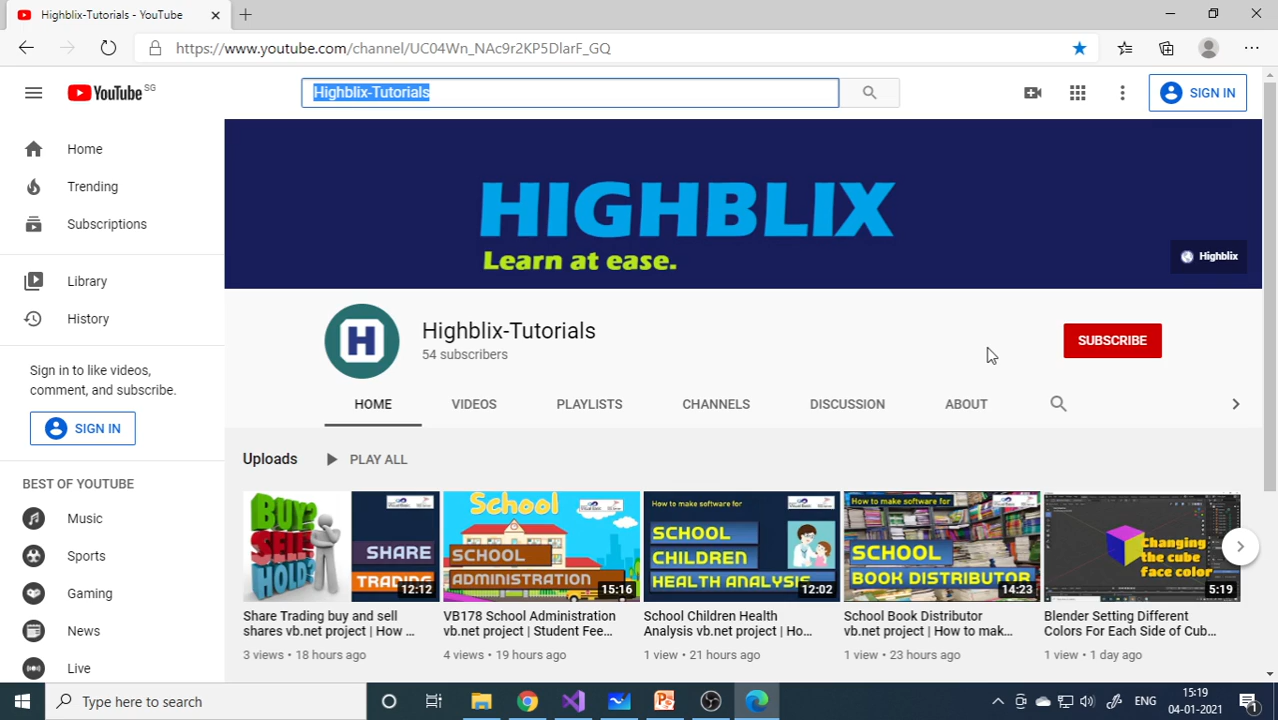 Highblix-Tutorials - YouTube
https://www.youtube.com/channel/UC04Wn_NAc9r2KP5DlarF_GQ
YouTube SG
Highblix-Tutorials
SIGN IN
Home
Trending
Subscriptions
Library
History
Sign in to like videos,
comment, and subscribe.
SIGN IN
BEST OF YOUTUBE
Music
Sports
Gaming
News
Live
HIGHBLIX
Learn at ease.
Highblix
H
Highblix-Tutorials
54 subscribers
SUBSCRIBE
HOME VIDEOS PLAYLISTS CHANNELS DISCUSSION ABOUT
Uploads PLAY ALL
BUY?
SELL
HOLD?
SHARE
TRADING
12:12
Share Trading buy and sell
shares vb.net project | How ...
3 views • 18 hours ago
School
SCHOOL
ADMINISTRATION
15:16
VB178 School Administration
vb.net project | Student Fee...
4 views • 19 hours ago
How to make software for
SCHOOL
CHILDREN
HEALTH ANALYSIS
12:02
School Children Health
Analysis vb.net project | Ho...
1 view • 21 hours ago
How to make software for
SCHOOL
BOOK DISTRIBUTOR
14:23
School Book Distributor
vb.net project | How to mak...
1 view • 23 hours ago
Changing
the cube
face color
5:19
Blender Setting Different
Colors For Each Side of Cub...
1 view • 1 day ago
Type here to search
ENG
15:19
04-01-2021
1